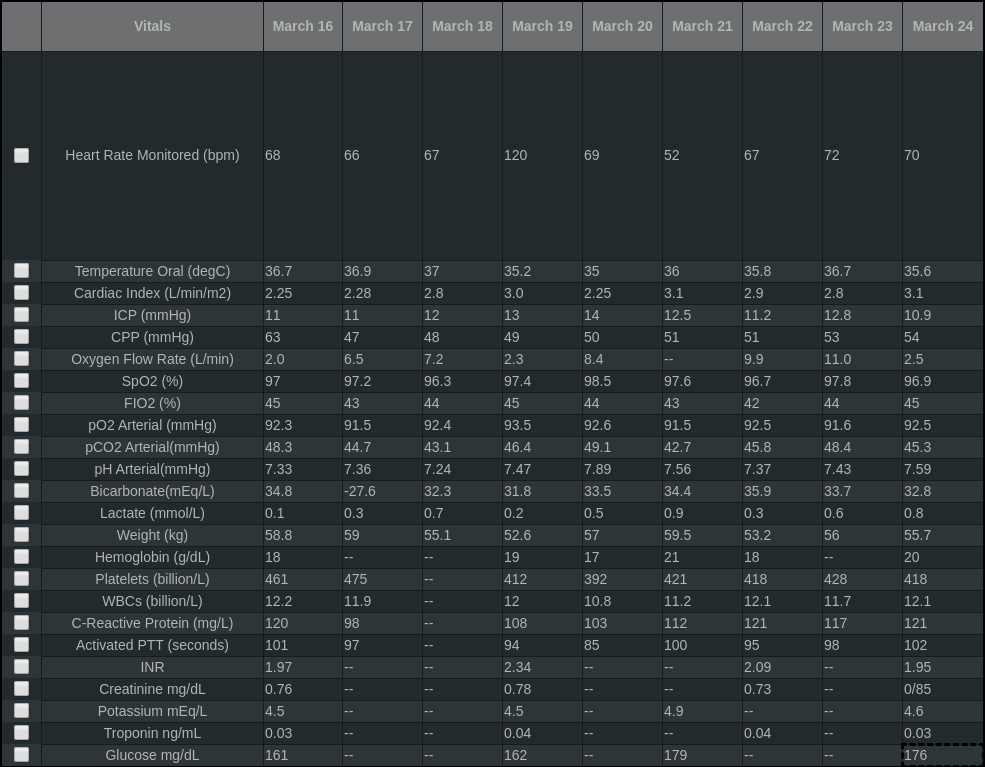 Vitals March 16 March 17 March 18 March 19 March 20 March 21 March 22 March 23 March 24
Heart Rate Monitored (bpm) 68 66 67 120 69 52 67 72 70
Temperature Oral (degC) 36.7 36.9 37 35.2 35 36 35.8 36.7 35.6
Cardiac Index (L/min/m2) 2.25 2.28 2.8 3.0 2.25 3.1 2.9 2.8 3.1
ICP (mmHg) 11 11 12 13 14 12.5 11.2 12.8 10.9
CPP (mmHg) 63 47 48 49 50 51 51 53 54
Oxygen Flow Rate (L/min) 2.0 6.5 7.2 2.3 8.4 -- 9.9 11.0 2.5
SpO2 (%) 97 97.2 96.3 97.4 98.5 97.6 96.7 97.8 96.9
FIO2 (%) 45 43 44 45 44 43 42 44 45
pO2 Arterial (mmHg) 92.3 91.5 92.4 93.5 92.6 91.5 92.5 91.6 92.5
pCO2 Arterial(mmHg) 48.3 44.7 43.1 46.4 49.1 42.7 45.8 48.4 45.3
pH Arterial(mmHg) 7.33 7.36 7.24 7.47 7.89 7.56 7.37 7.43 7.59
Bicarbonate(mEq/L) 34.8 -27.6 32.3 31.8 33.5 34.4 35.9 33.7 32.8
Lactate (mmol/L) 0.1 0.3 0.7 0.2 0.5 0.9 0.3 0.6 0.8
Weight (kg) 58.8 59 55.1 52.6 57 59.5 53.2 56 55.7
Hemoglobin (g/dL) 18 -- -- 19 17 21 18 -- 20
Platelets (billion/L) 461 475 -- 412 392 421 418 428 418
WBCs (billion/L) 12.2 11.9 -- 12 10.8 11.2 12.1 11.7 12.1
C-Reactive Protein (mg/L) 120 98 -- 108 103 112 121 117 121
Activated PTT (seconds) 101 97 -- 94 85 100 95 98 102
INR 1.97 -- -- 2.34 -- -- 2.09 -- 1.95
Creatinine mg/dL 0.76 -- -- 0.78 -- -- 0.73 -- 0/85
Potassium mEq/L 4.5 -- -- 4.5 -- 4.9 -- -- 4.6
Troponin ng/mL 0.03 -- -- 0.04 -- -- 0.04 -- 0.03
Glucose mg/dL 161 -- -- 162 -- 179 -- -- 176